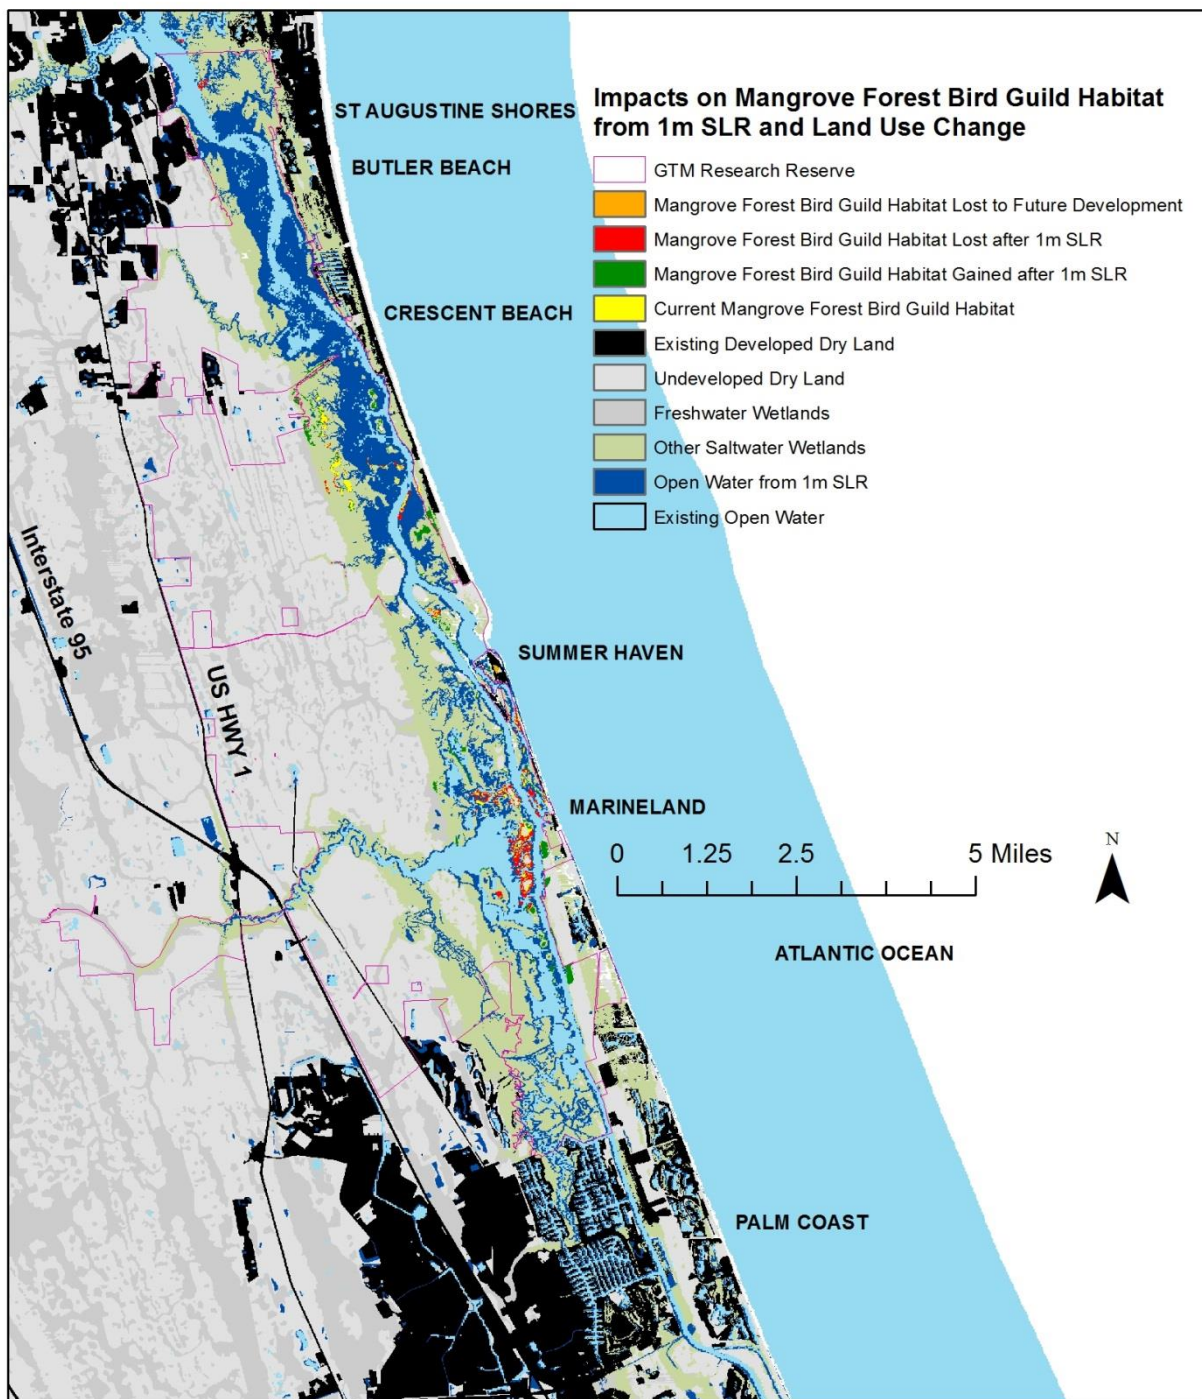 Impacts on Mangrove Forest Bird Guild Habitat
from 1m SLR and Land Use Change
GTM Research Reserve
Mangrove Forest Bird Guild Habitat Lost to Future Development
Mangrove Forest Bird Guild Habitat Lost after 1m SLR
Mangrove Forest Bird Guild Habitat Gained after 1m SLR
Current Mangrove Forest Bird Guild Habitat
Existing Developed Dry Land
Undeveloped Dry Land
Freshwater Wetlands
Other Saltwater Wetlands
Open Water from 1m SLR
Existing Open Water
ST AUGUSTINE SHORES
BUTLER BEACH
CRESCENT BEACH
Interstate 95
US HWY 1
SUMMER HAVEN
MARINELAND
0 1.25 2.5 5 Miles
N
ATLANTIC OCEAN
PALM COAST